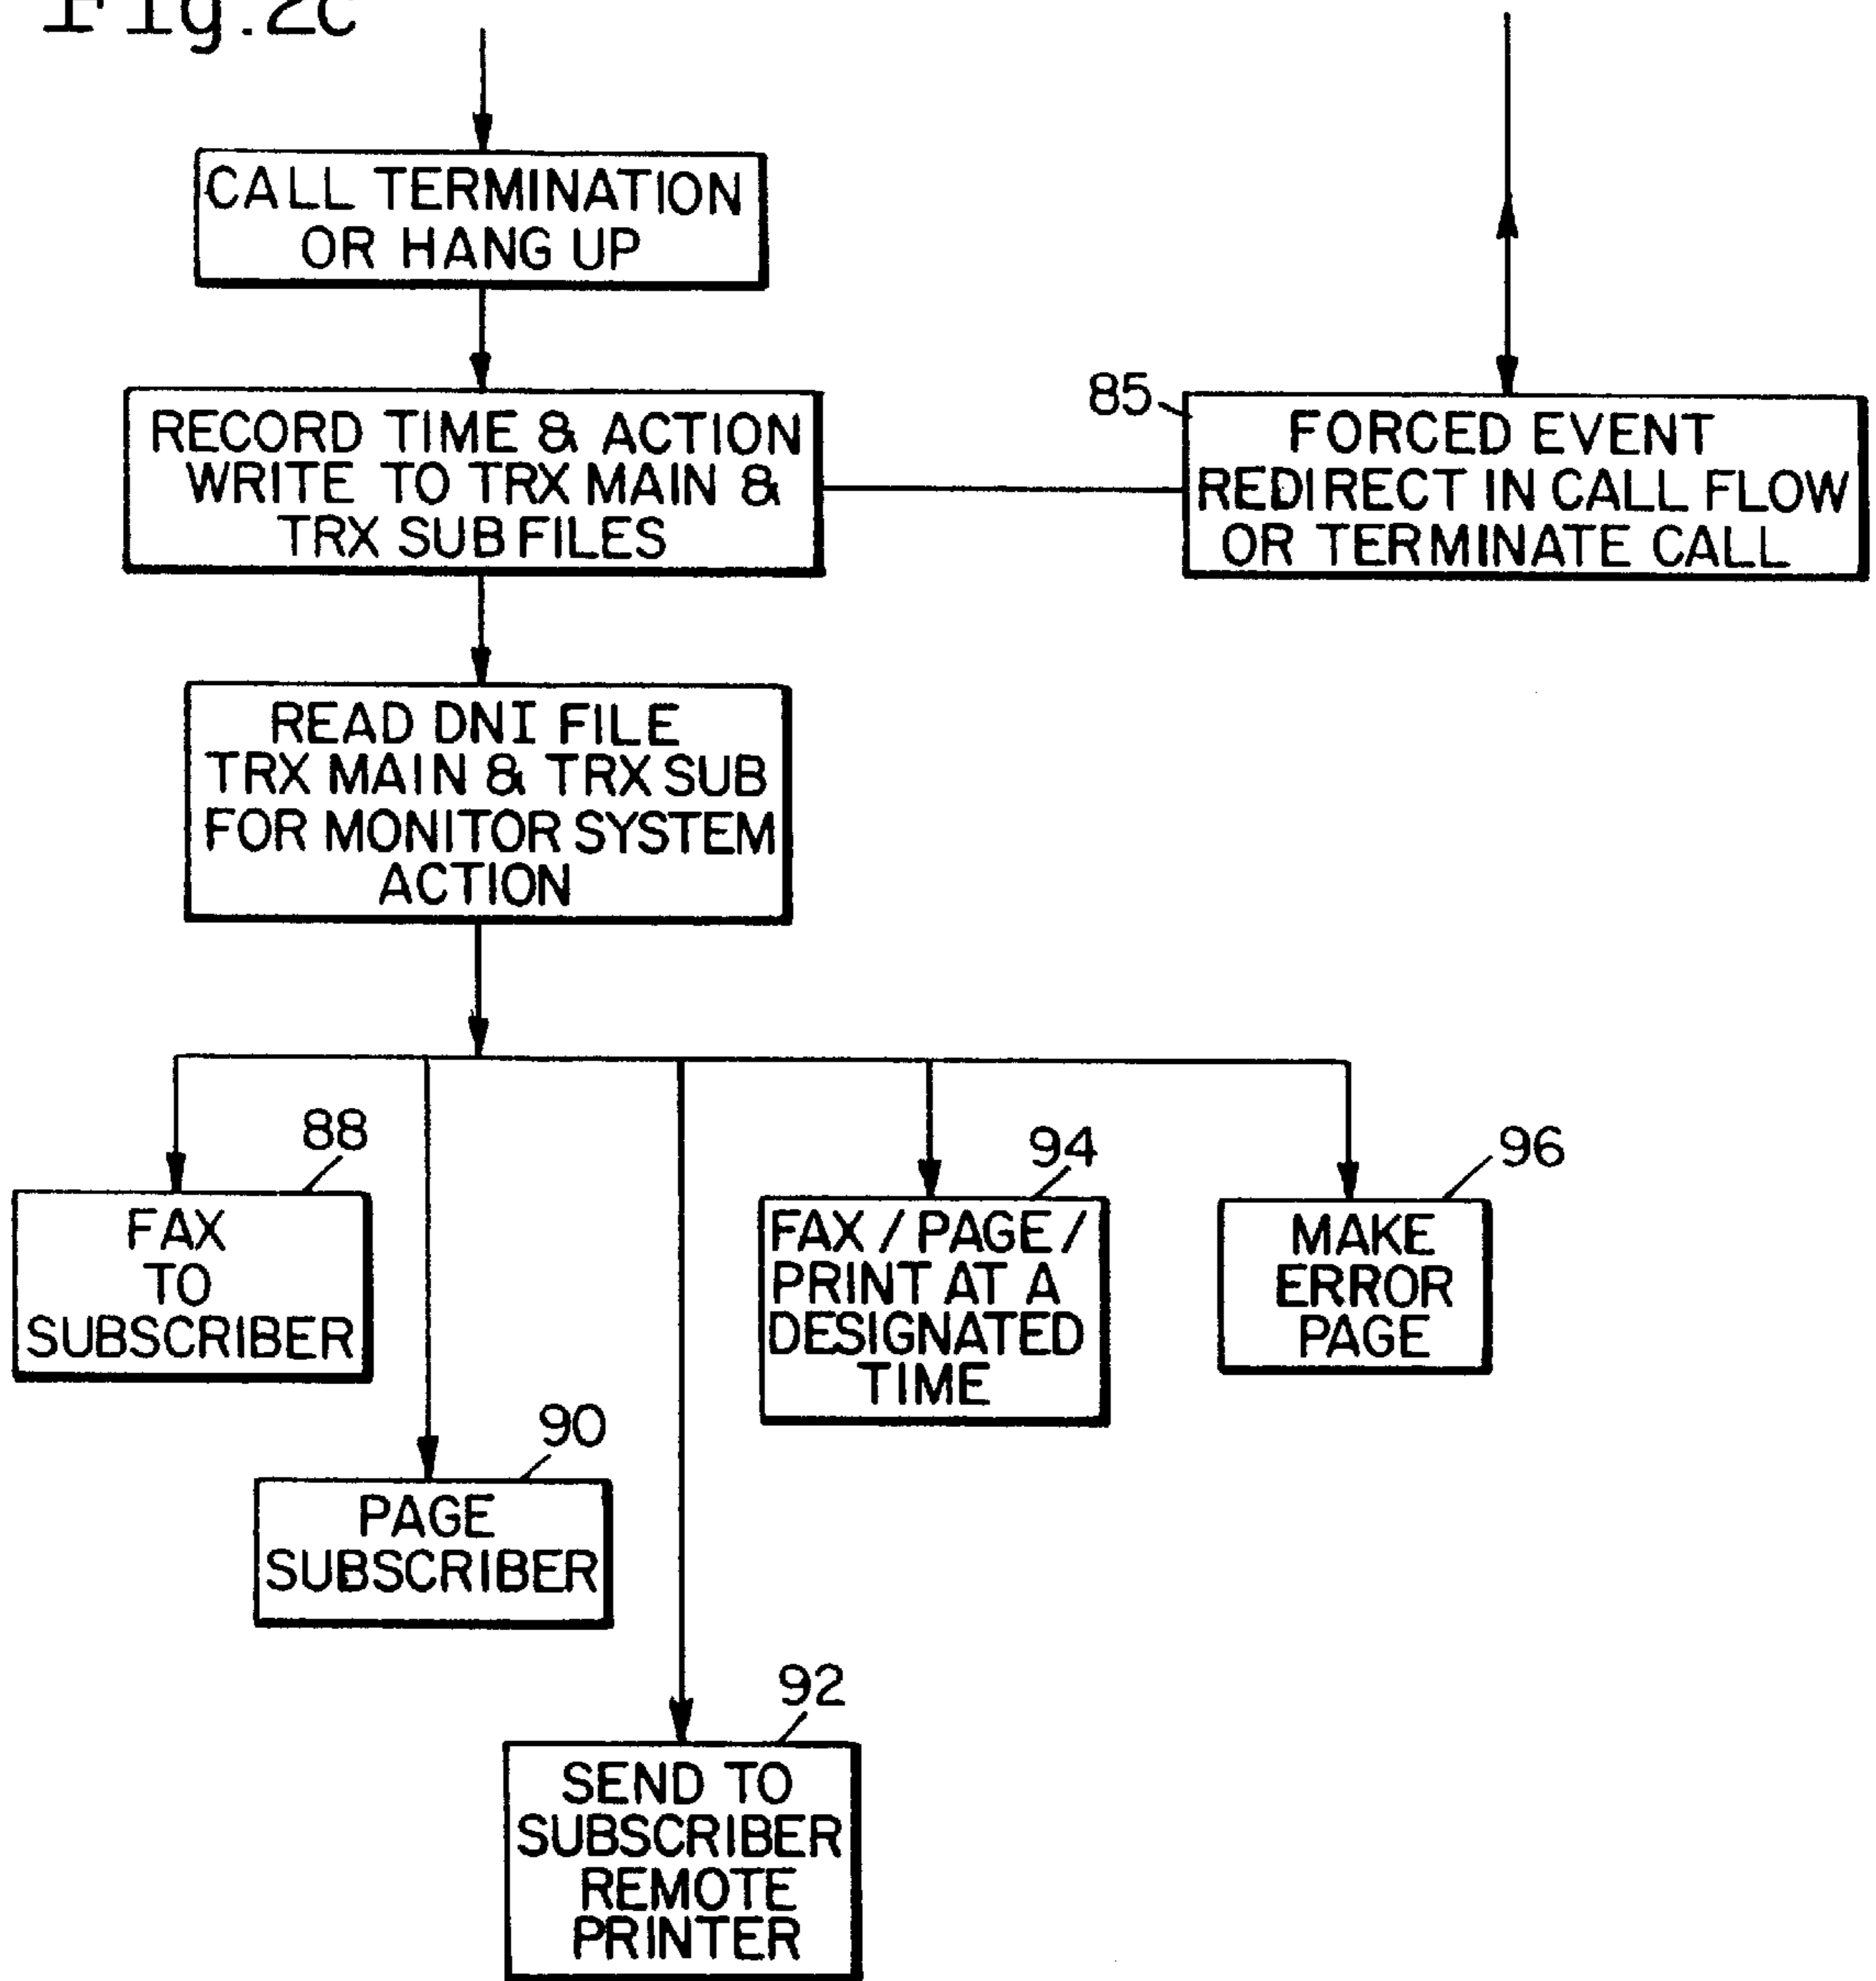 Fig.2c
CALL TERMINATION
OR HANG UP
RECORD TIME & ACTION
WRITE TO TRX MAIN &
TRX SUB FILES
85
FORCED EVENT
REDIRECT IN CALL FLOW
OR TERMINATE CALL
READ DNI FILE
TRX MAIN & TRX SUB
FOR MONITOR SYSTEM
ACTION
88
FAX
TO
SUBSCRIBER
90
PAGE
SUBSCRIBER
92
SEND TO
SUBSCRIBER
REMOTE
PRINTER
94
FAX / PAGE /
PRINT AT A
DESIGNATED
TIME
96
MAKE
ERROR
PAGE